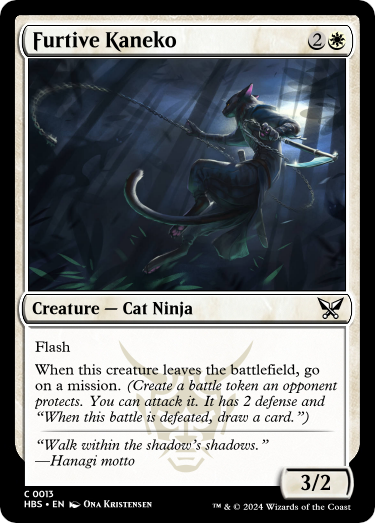 Furtive Kaneko 2
Creature — Cat Ninja
Flash
When this creature leaves the battlefield, go
on a mission. (Create a battle token an opponent
protects. You can attack it. It has 2 defense and
“When this battle is defeated, draw a card.”)
“Walk within the shadow’s shadows.”
—Hanagi motto
3/2
C 0013
HBS • EN Ona Kristensen
™ & © 2024 Wizards of the Coast